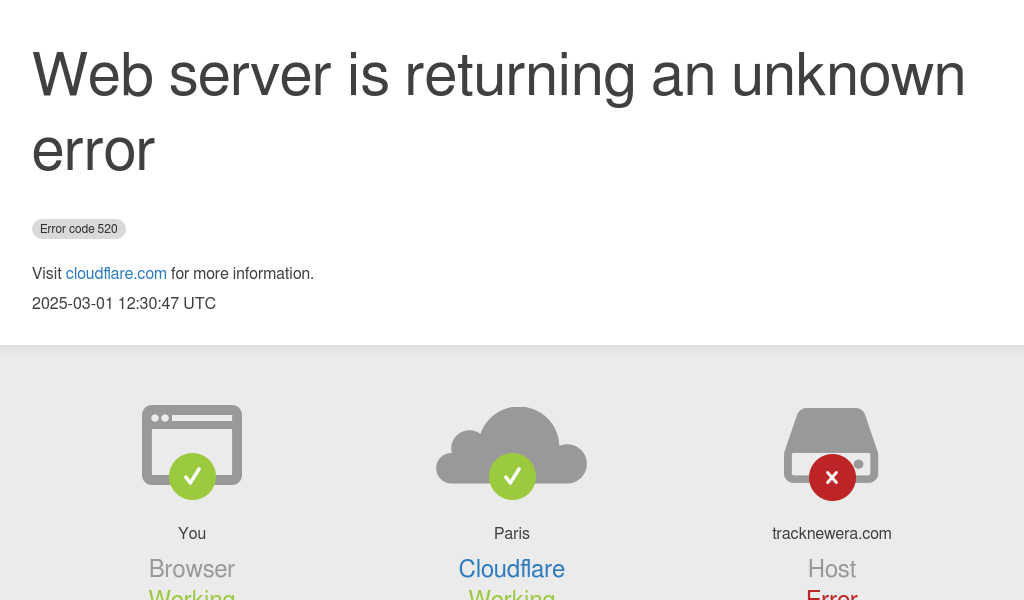 Web server is returning an unknown
error
Error code 520
Visit cloudflare.com for more information.
2025-03-01 12:30:47 UTC
You
Paris
tracknewera.com
Browser
Cloudflare
Host
Working
Working
Error